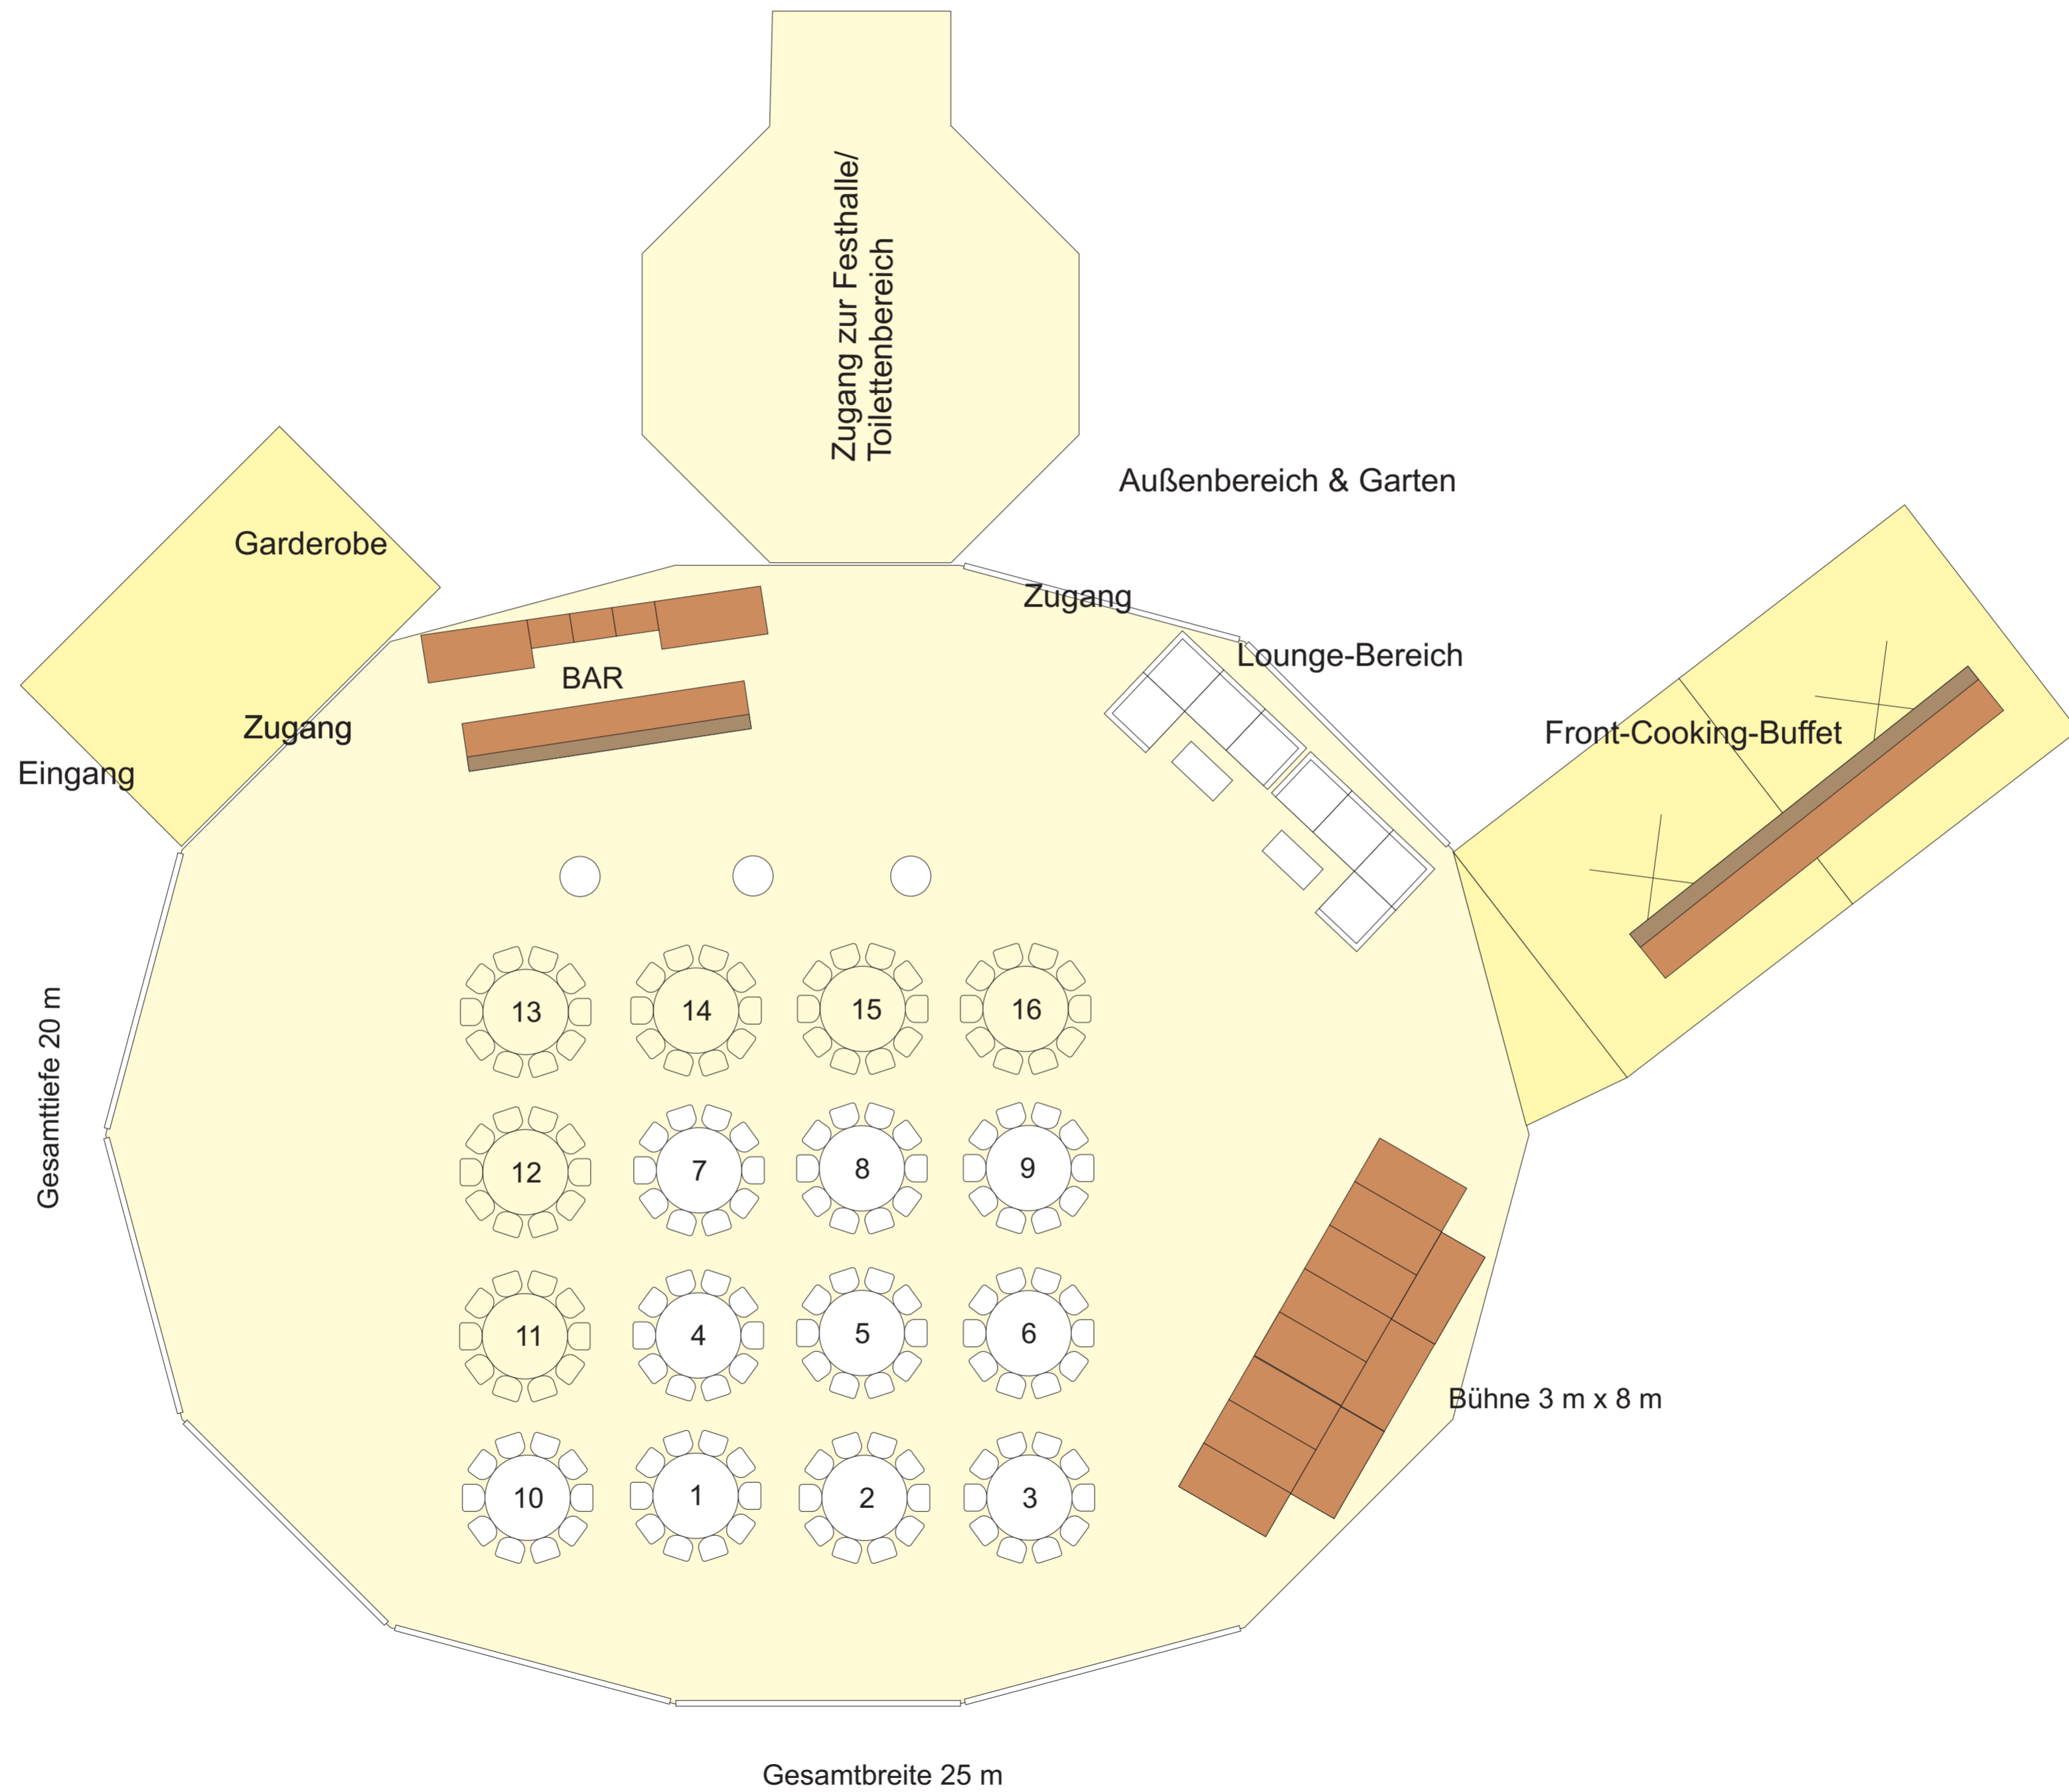 Zugang zur Festhalle/
Toilettenbereich
Außenbereich & Garten
Garderobe
Zugang
Lounge-Bereich
BAR
Zugang
Front-Cooking-Buffet
Eingang
13
14
15
16
Gesamttiefe 20 m
12
7
8
9
11
4
5
6
Bühne 3 m x 8 m
10
1
2
3
Gesamtbreite 25 m